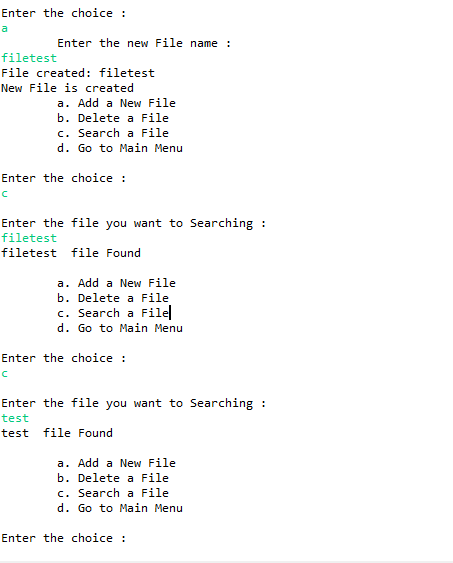 Enter the choice :
a
Enter the new File name :
filetest
File created: filetest
New File is created
a. Add a New File
b. Delete a File
c. Search a File
d. Go to Main Menu
Enter the choice :
c
Enter the file you want to Searching :
filetest
filetest  file Found
a. Add a New File
b. Delete a File
c. Search a File
d. Go to Main Menu
Enter the choice :
c
Enter the file you want to Searching :
test
test  file Found
a. Add a New File
b. Delete a File
c. Search a File
d. Go to Main Menu
Enter the choice :